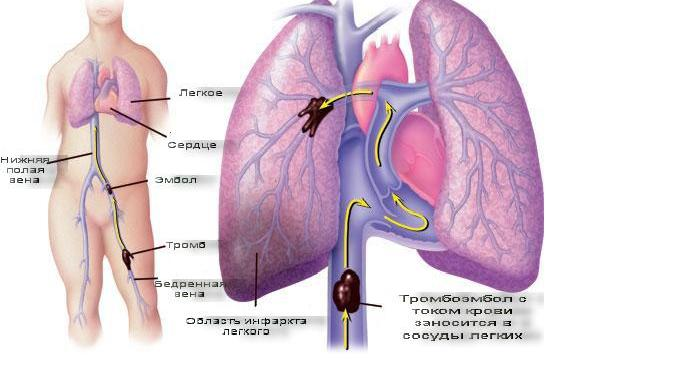 Легкое
Сердце
Нижняя
полая
вена
Эмбол
Тромб
Бедренная
вена
Область инфаркта
легкого
Тромбоэмбол с
током крови
заносится в
сосуды легких